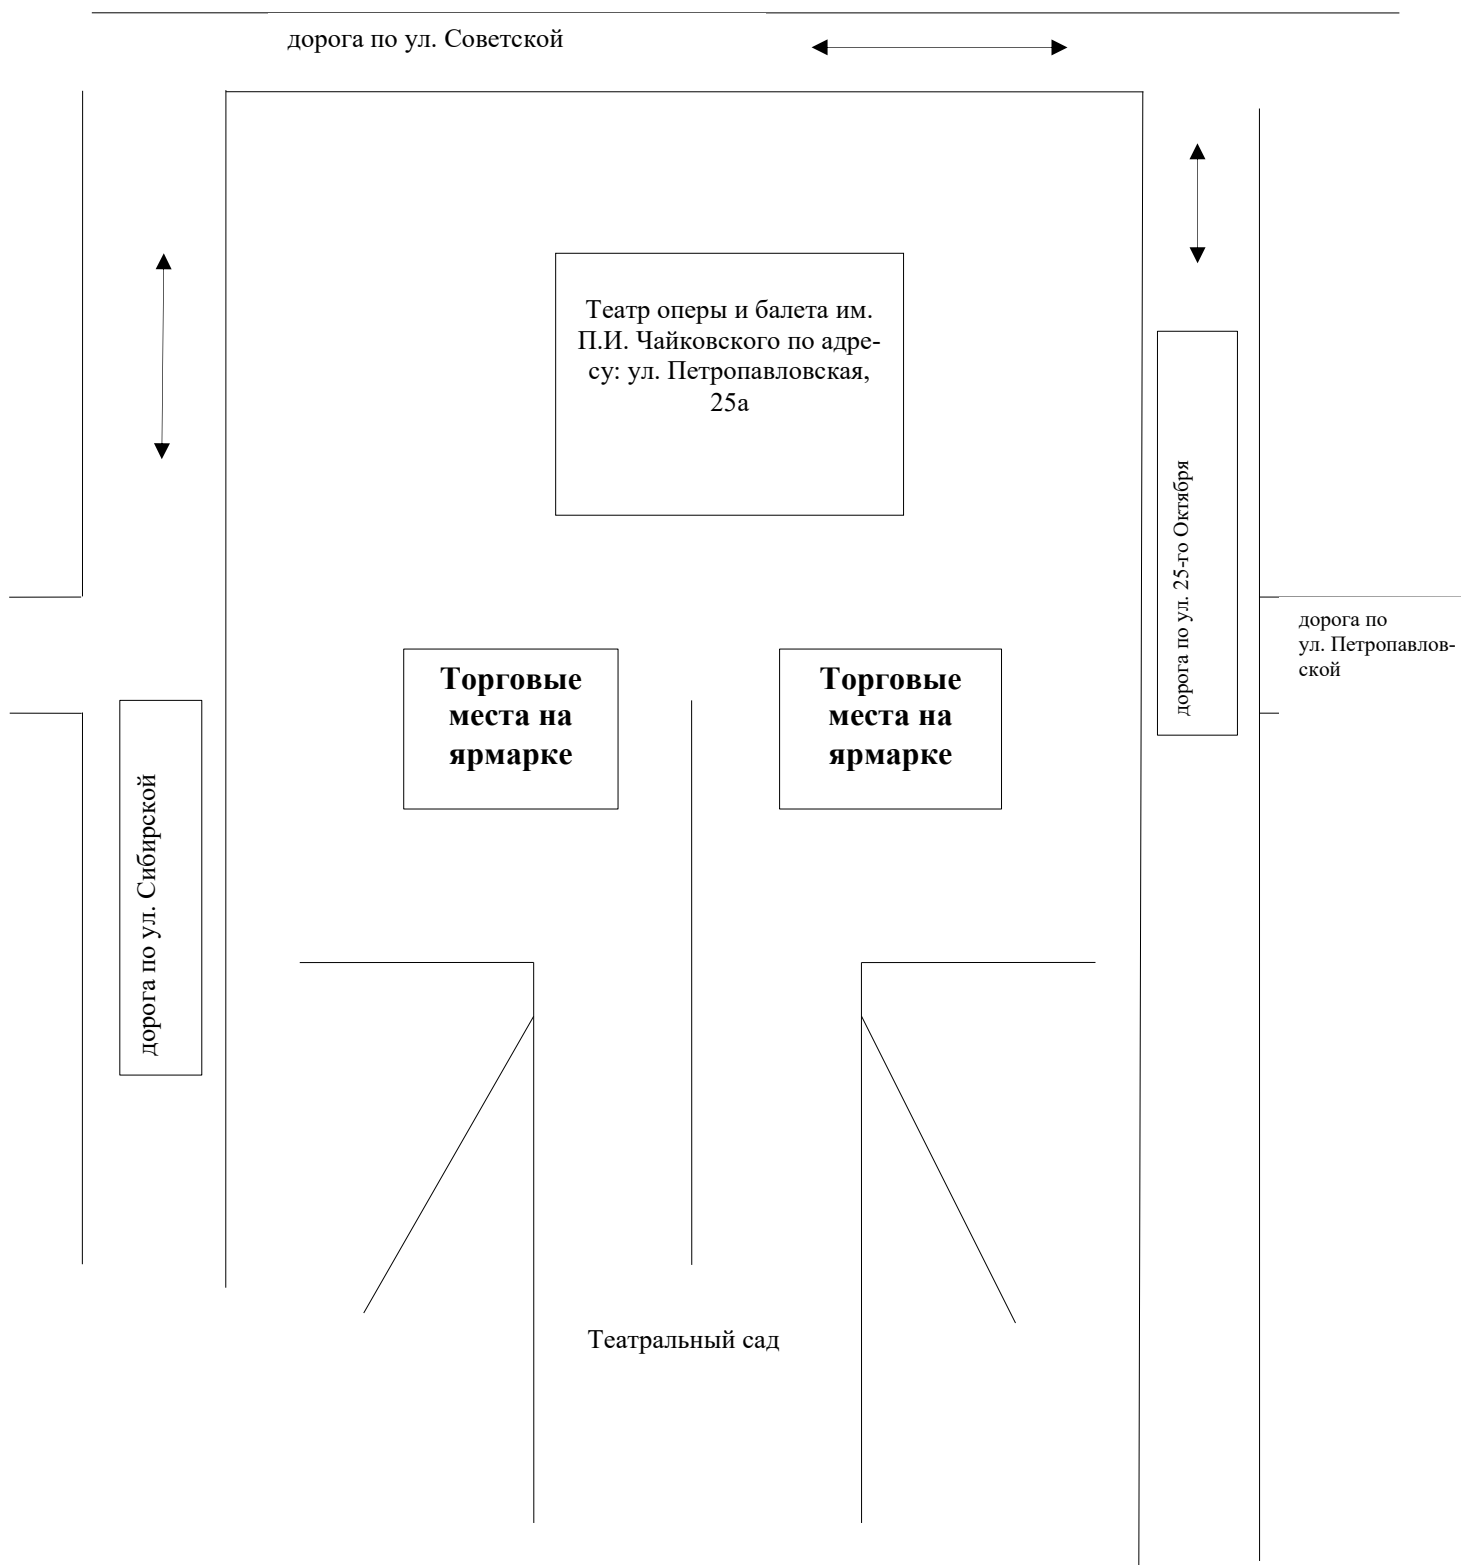 дорога по ул. Советской
Театр оперы и балета им.
П.И. Чайковского по адре-
су: ул. Петропавловская,
25а
дорога по ул. 25-го Октября
дорога по
ул. Петропавлов-
ской
Торговые
места на
ярмарке
Торговые
места на
ярмарке
дорога по ул. Сибирской
Театральный сад